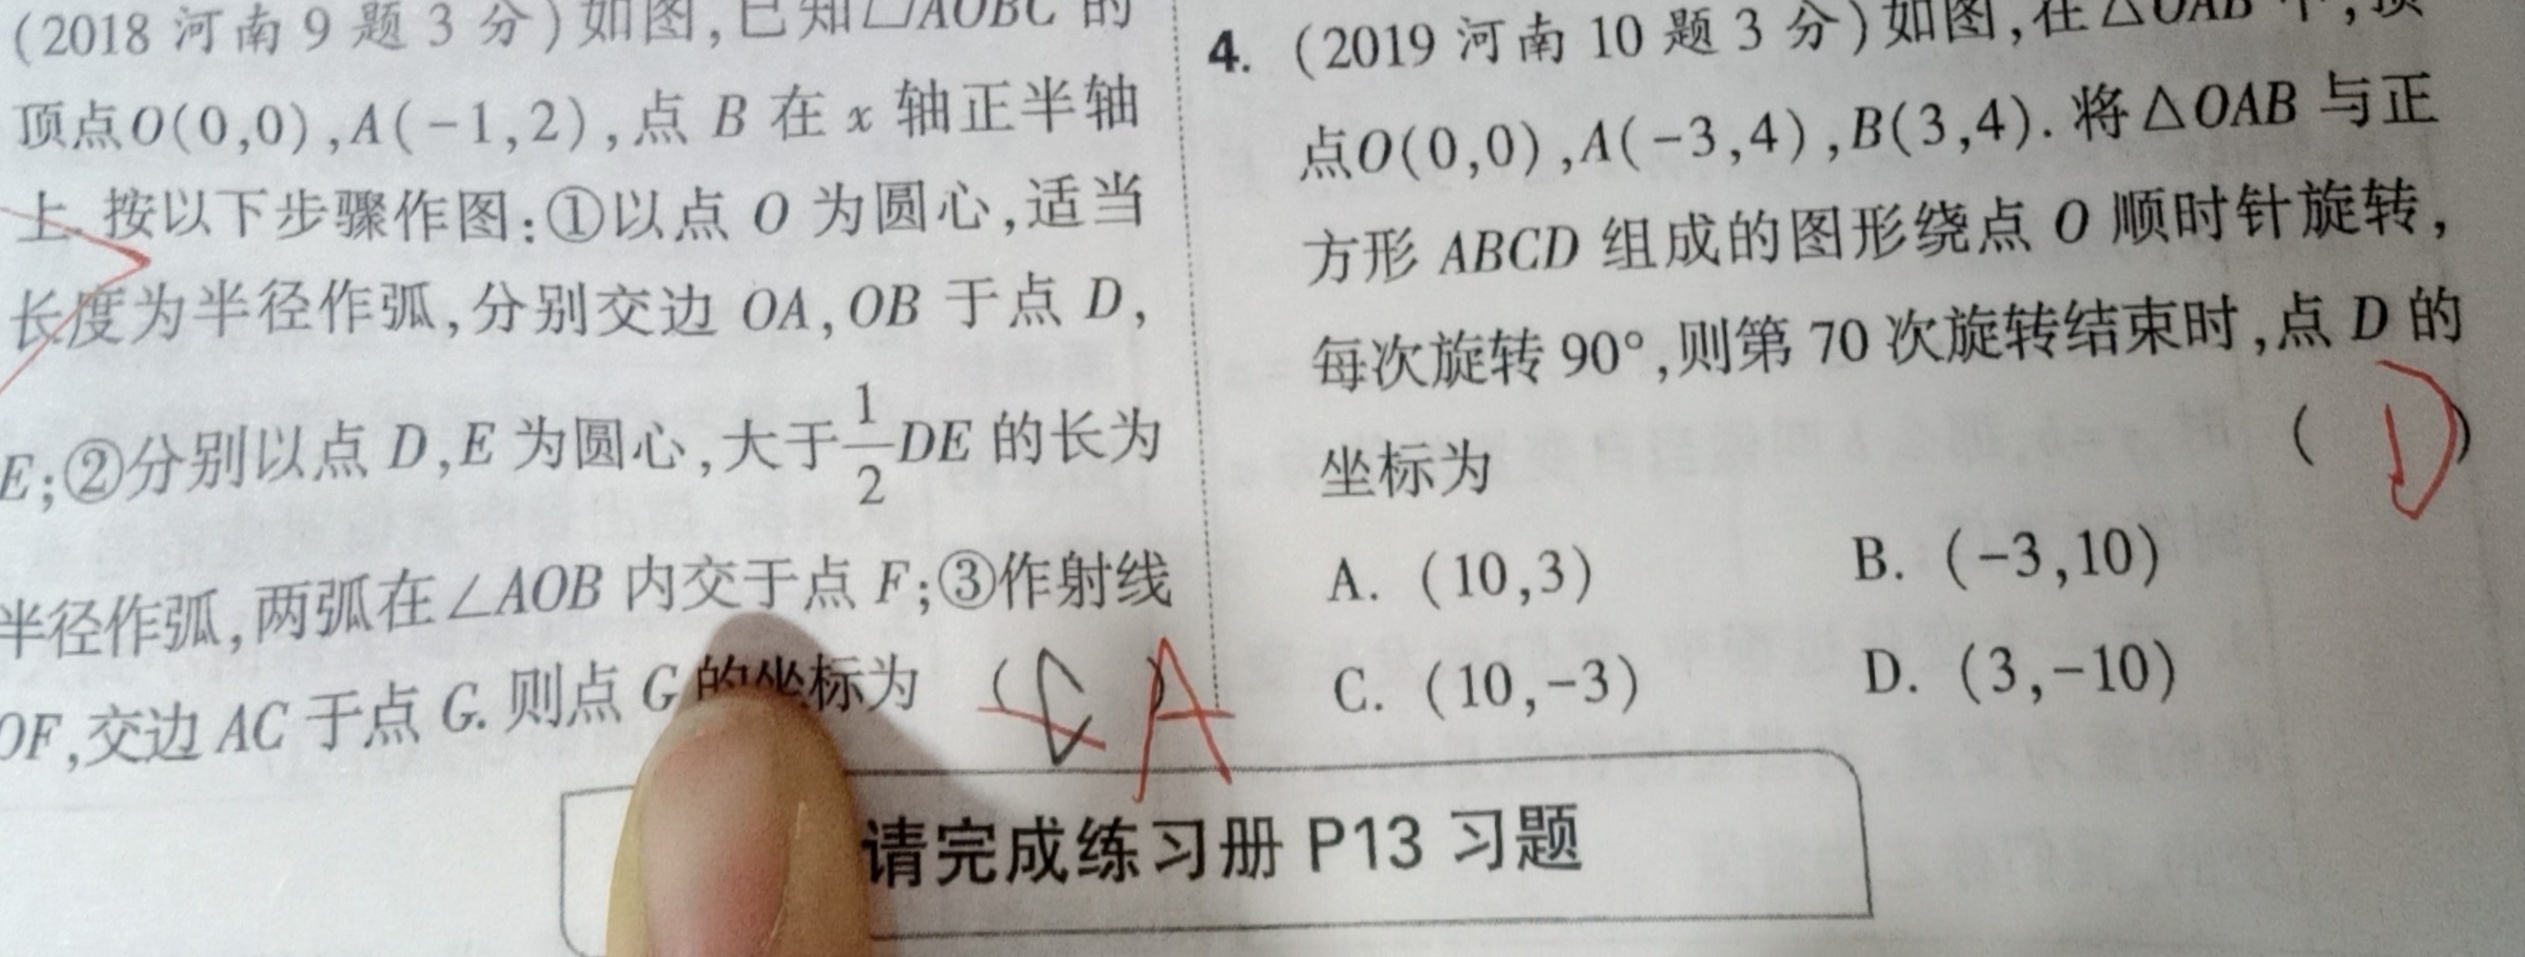 (2018 河南 9 题 3 分)如图,已知▱AOBC 的
顶点O(0,0),A(-1,2),点 B 在 x 轴正半轴
上.按以下步骤作图:①以点 O 为圆心,适当
长度为半径作弧,分别交边 OA,OB 于点 D,
E;②分别以点 D,E 为圆心,大于\frac{1}{2}DE 的长为
半径作弧,两弧在∠AOB 内交于点 F;③作射线
OF,交边 AC 于点 G.则点 G 的坐标为 (C) A
4. (2019 河南 10 题 3 分)如图,在△OAB 中,顶
点O(0,0),A(-3,4),B(3,4).将△OAB 与正
方形 ABCD 组成的图形绕点 O 顺时针旋转,
每次旋转 90°,则第 70 次旋转结束时,点 D 的
坐标为 (D)
A. (10,3) B. (-3,10)
C. (10,-3) D. (3,-10)
请完成练习册 P13 习题